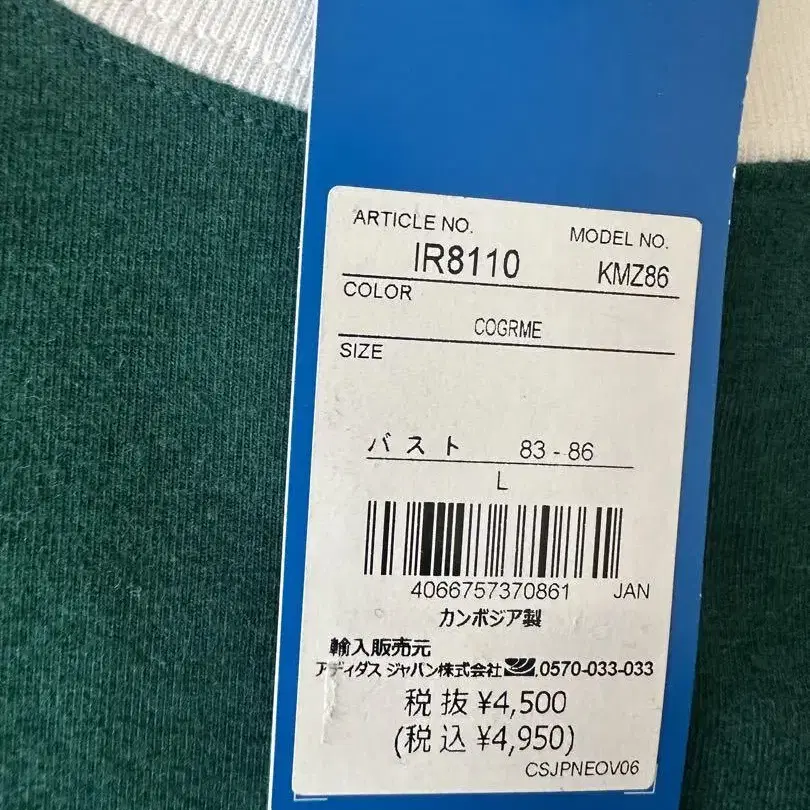 ARTICLE NO. MODEL NO.
IR8110 KMZ86
COLOR
COGRME
SIZE
バスト 83 - 86
L
4066757370861 JAN
カンボジア製
輸入販売元
アディダス ジャパン株式会社 0570-033-033
税抜 ¥4,500
(税込 ¥4,950)
CSJPNEOV06